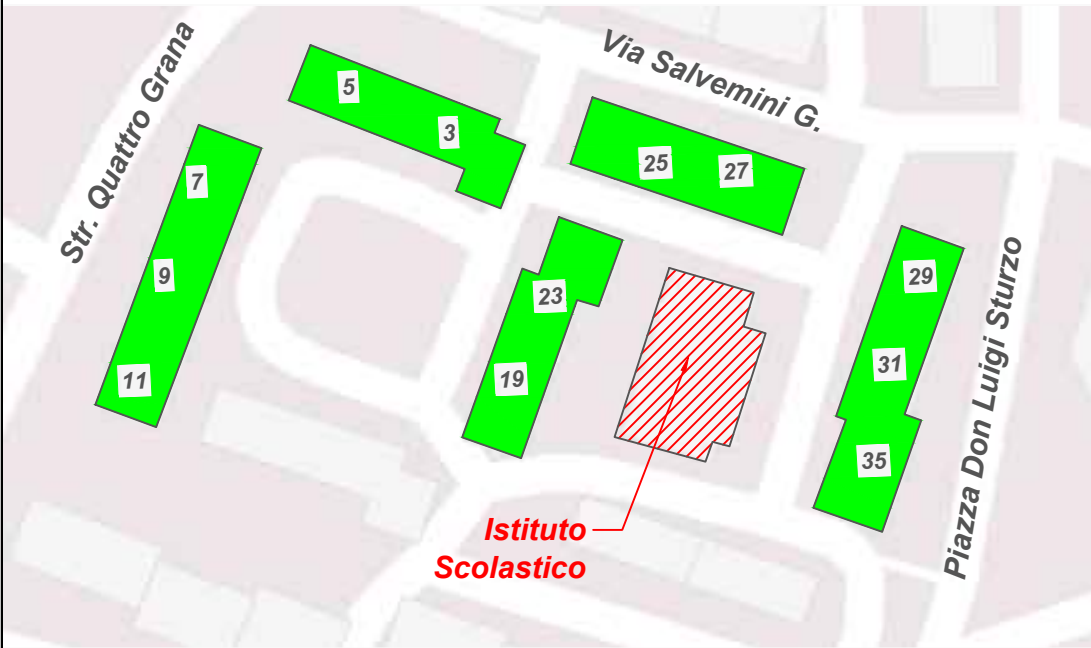 Str. Quattro Grana
Via Salvemini G.
5
3
7
9
11
25
27
23
19
29
31
35
Piazza Don Luigi Sturzo
Istituto
Scolastico